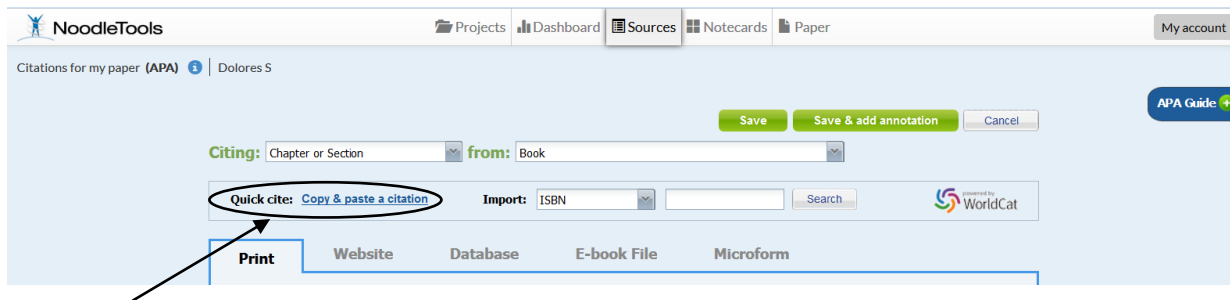 NoodleTools Projects Dashboard Sources Notecards Paper My account
Citations for my paper (APA) i Dolores S
APA Guide +
Save Save & add annotation Cancel
Citing: Chapter or Section from: Book
Quick cite: Copy & paste a citation Import: ISBN Search powered by WorldCat
Print Website Database E-book File Microform